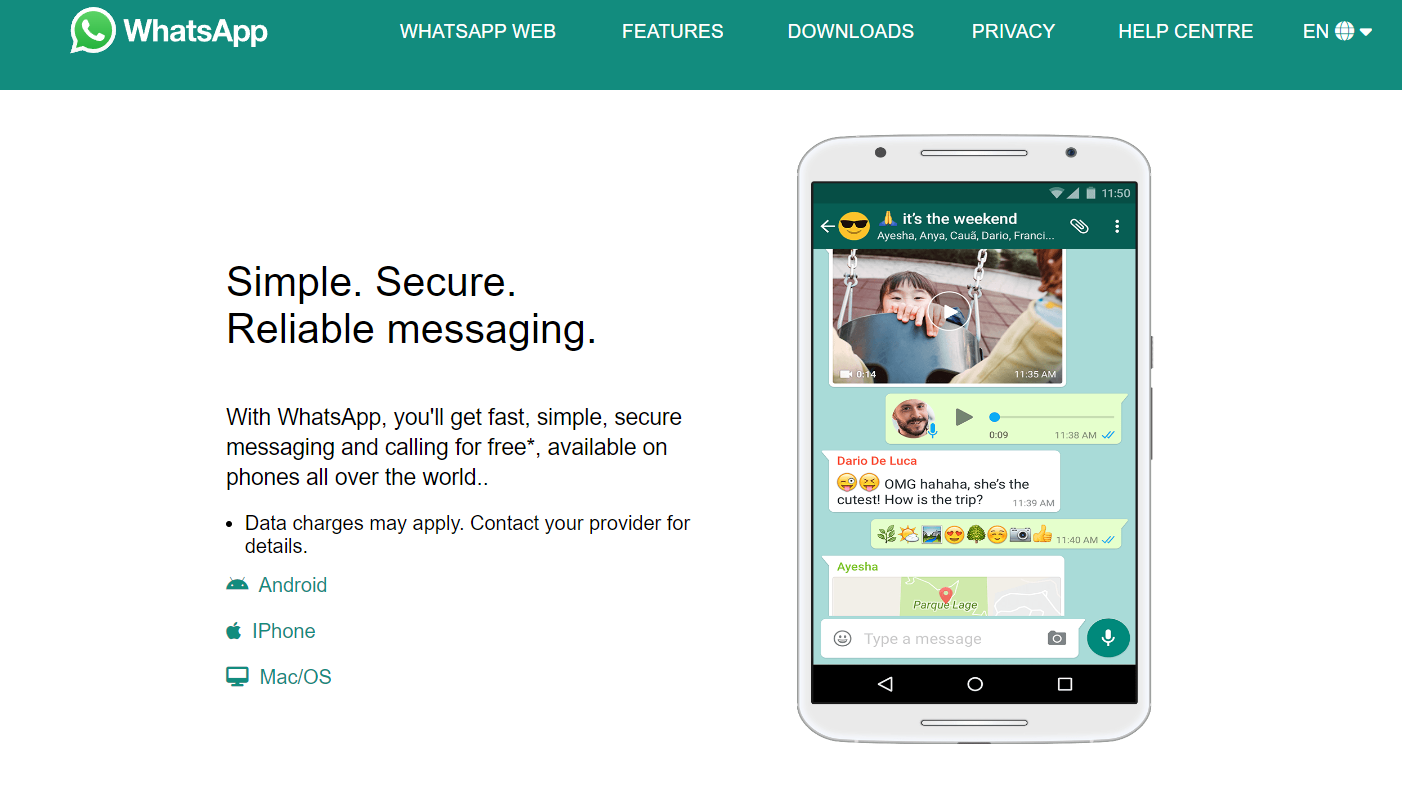 WhatsApp
WHATSAPP WEB
FEATURES
DOWNLOADS
PRIVACY
HELP CENTRE
EN
Simple. Secure.
Reliable messaging.
With WhatsApp, you'll get fast, simple, secure
messaging and calling for free*, available on
phones all over the world..
Data charges may apply. Contact your provider for
details.
Android
IPhone
Mac/OS
11:50
🙏 it's the weekend
Ayesha, Anya, Cauã, Dario, Franci...
0:14
11:35 AM
0:09
11:38 AM
Dario De Luca
😜😝 OMG hahaha, she's the
cutest! How is the trip?
11:39 AM
🌿🌤️🏞️😍🌳☺️📷👍 11:40 AM
Ayesha
Parque Lage
Type a message